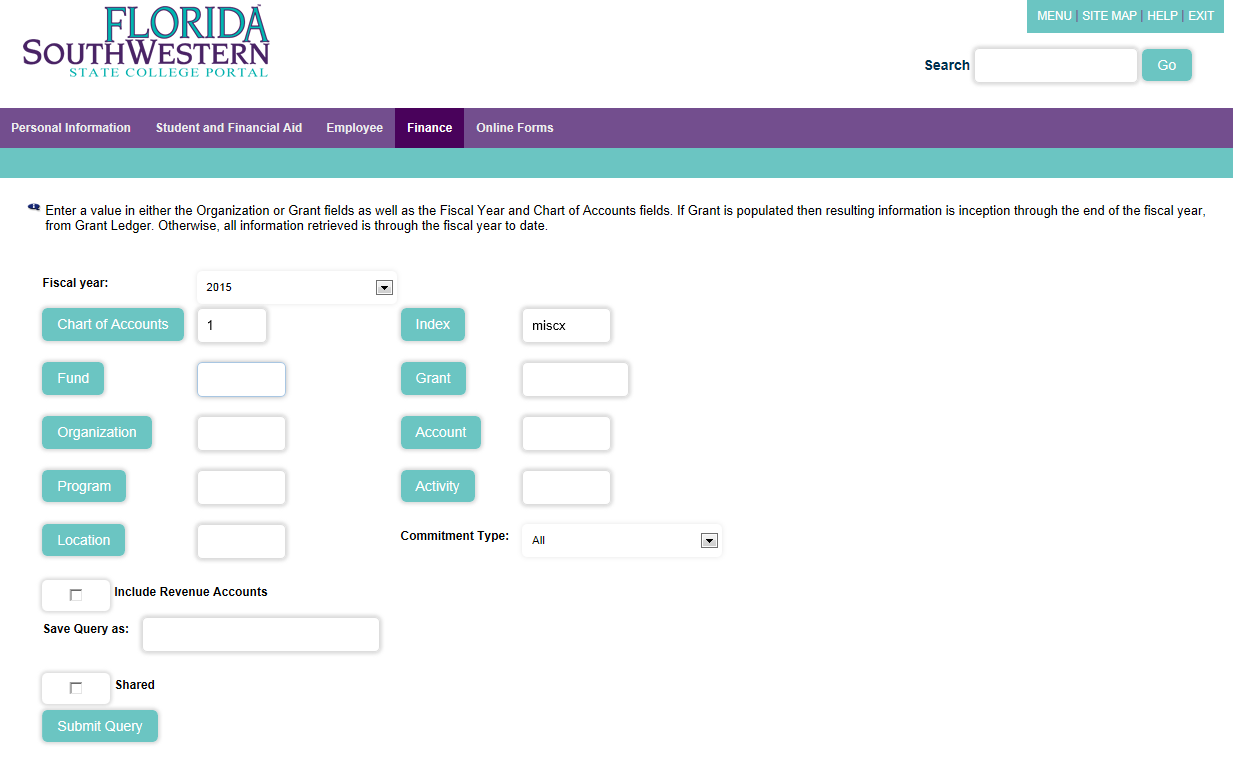 FLORIDA
SOUTHWESTERN
STATE COLLEGE PORTAL
MENU | SITE MAP | HELP | EXIT
Search Go
Personal Information Student and Financial Aid Employee Finance Online Forms
Enter a value in either the Organization or Grant fields as well as the Fiscal Year and Chart of Accounts fields. If Grant is populated then resulting information is inception through the end of the fiscal year,
from Grant Ledger. Otherwise, all information retrieved is through the fiscal year to date.
Fiscal year: 2015
Chart of Accounts 1 Index miscx
Fund Grant
Organization Account
Program Activity
Location Commitment Type: All
Include Revenue Accounts
Save Query as:
Shared
Submit Query